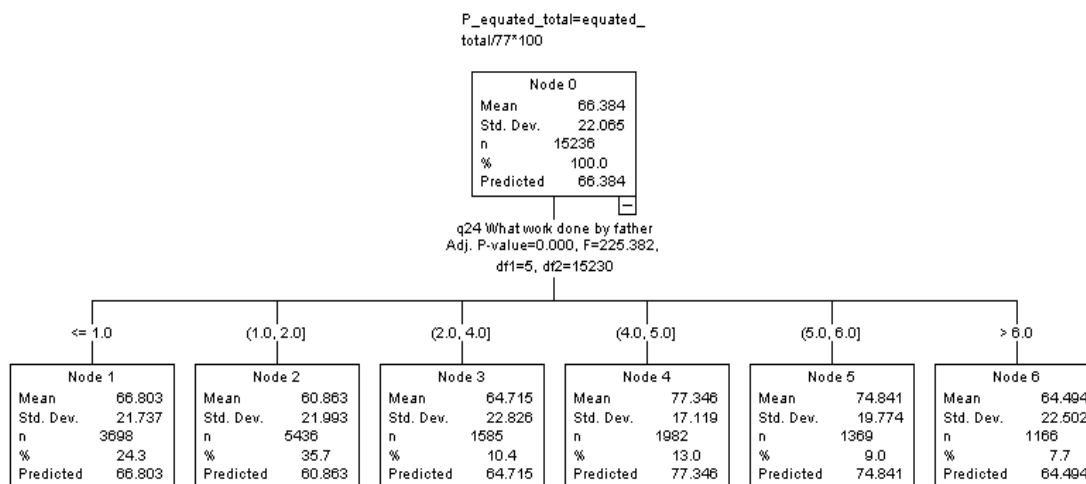 P_equated_total=equated_
total/77*100
Node 0
Mean 66.384
Std. Dev. 22.065
n 15236
% 100.0
Predicted 66.384
q24 What work done by father
Adj. P-value=0.000, F=225.382,
df1=5, df2=15230
<= 1.0 (1.0, 2.0] (2.0, 4.0] (4.0, 5.0] (5.0, 6.0] > 6.0
Node 1
Mean 66.803
Std. Dev. 21.737
n 3698
% 24.3
Predicted 66.803
Node 2
Mean 60.863
Std. Dev. 21.993
n 5436
% 35.7
Predicted 60.863
Node 3
Mean 64.715
Std. Dev. 22.826
n 1585
% 10.4
Predicted 64.715
Node 4
Mean 77.346
Std. Dev. 17.119
n 1982
% 13.0
Predicted 77.346
Node 5
Mean 74.841
Std. Dev. 19.774
n 1369
% 9.0
Predicted 74.841
Node 6
Mean 64.494
Std. Dev. 22.502
n 1166
% 7.7
Predicted 64.494